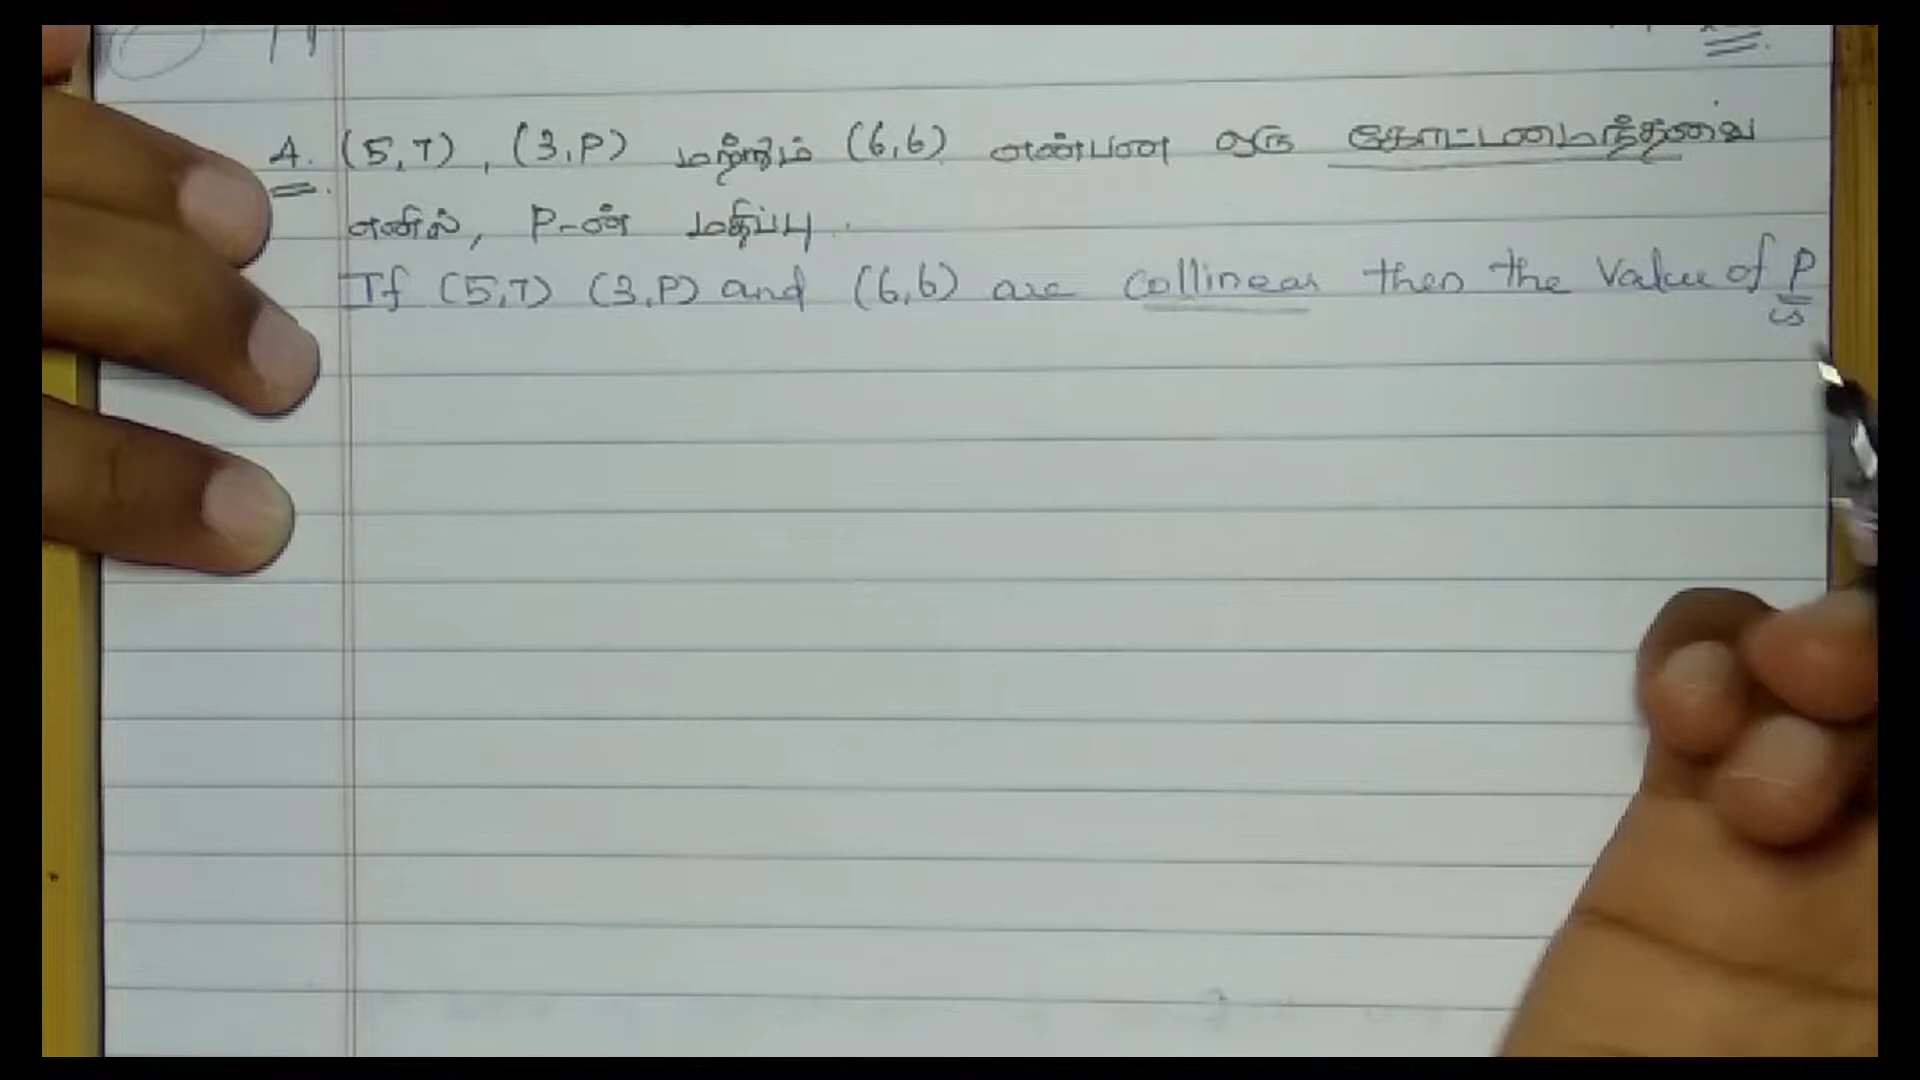 4. (5,7), (3,P) மற்றும் (6,6) என்பன ஒரு கோட்டமைந்தவை
எனில், P-ன் மதிப்பு.
If (5,7) (3,P) and (6,6) are collinear then the value of P
is